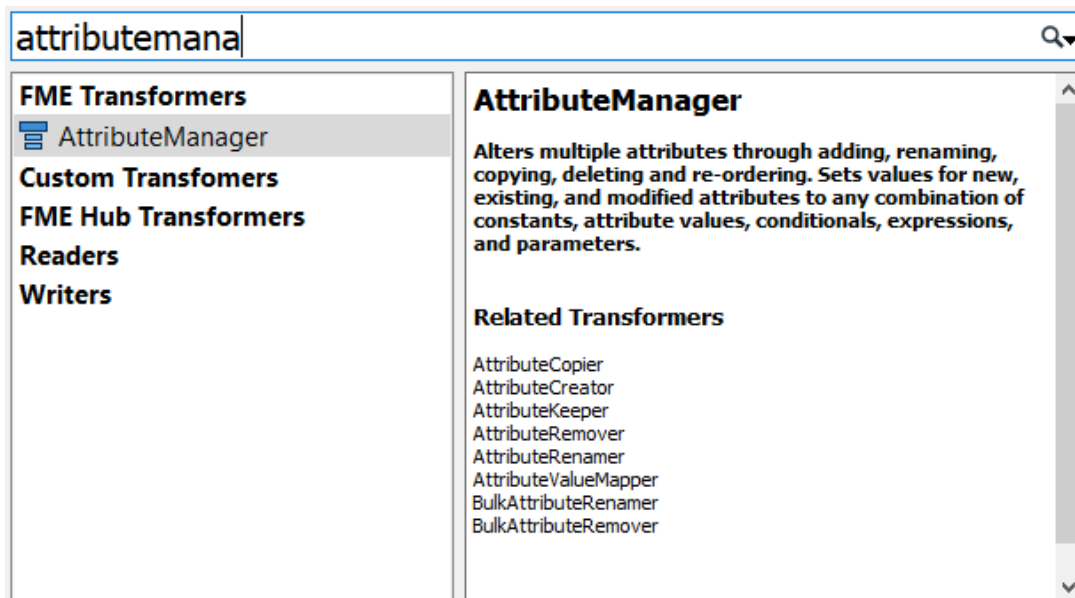 attributemana
FME Transformers
AttributeManager
Custom Transfomers
FME Hub Transformers
Readers
Writers
AttributeManager
Alters multiple attributes through adding, renaming,
copying, deleting and re-ordering. Sets values for new,
existing, and modified attributes to any combination of
constants, attribute values, conditionals, expressions,
and parameters.
Related Transformers
AttributeCopier
AttributeCreator
AttributeKeeper
AttributeRemover
AttributeRenamer
AttributeValueMapper
BulkAttributeRenamer
BulkAttributeRemover